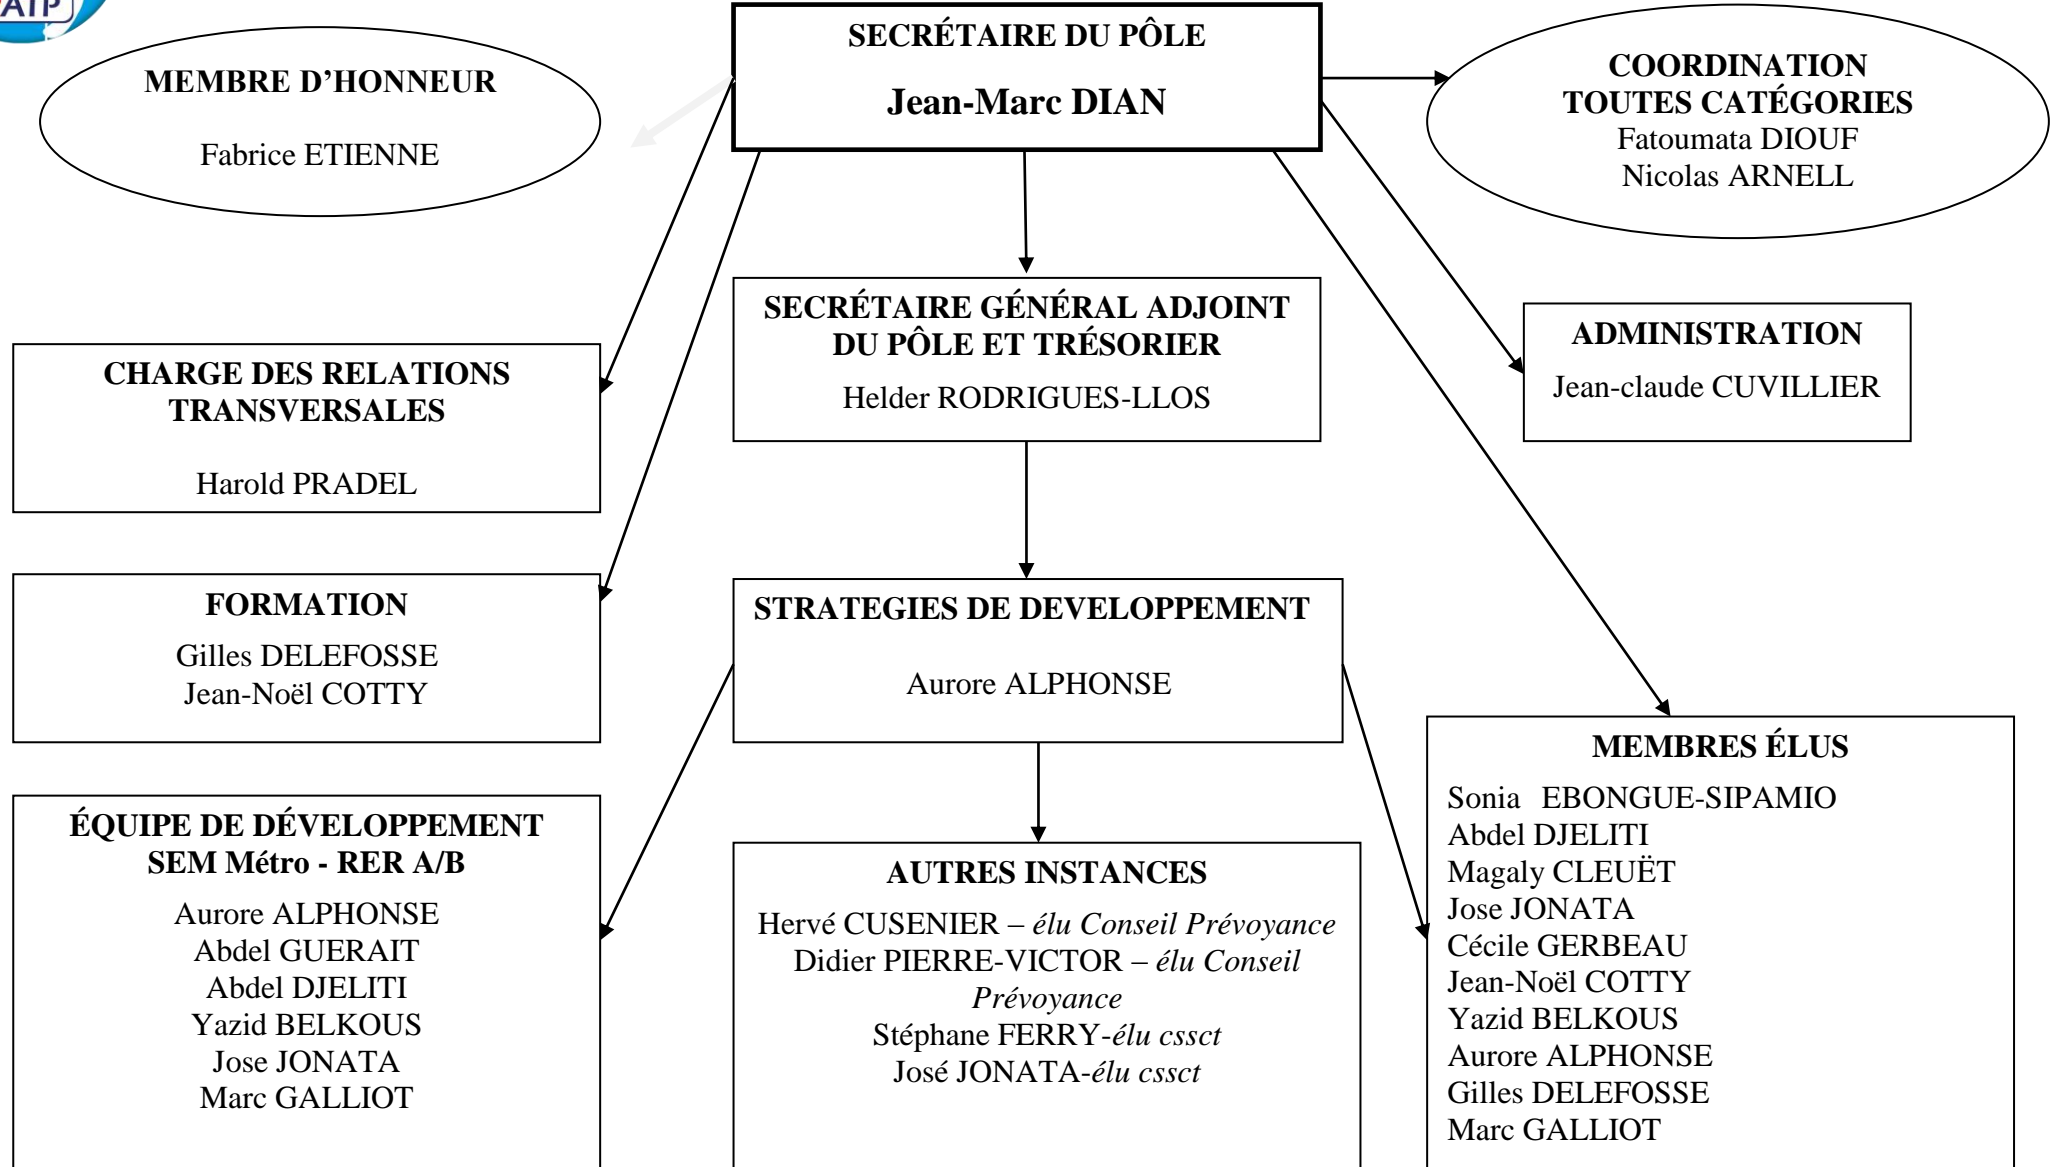 ATP
MEMBRE D’HONNEUR
Fabrice ETIENNE
SECRÉTAIRE DU PÔLE
Jean-Marc DIAN
COORDINATION
TOUTES CATÉGORIES
Fatoumata DIOUF
Nicolas ARNELL
CHARGE DES RELATIONS
TRANSVERSALES
Harold PRADEL
SECRÉTAIRE GÉNÉRAL ADJOINT
DU PÔLE ET TRÉSORIER
Helder RODRIGUES-LLOS
ADMINISTRATION
Jean-claude CUVILLIER
FORMATION
Gilles DELEFOSSE
Jean-Noël COTTY
STRATEGIES DE DEVELOPPEMENT
Aurore ALPHONSE
ÉQUIPE DE DÉVELOPPEMENT
SEM Métro - RER A/B
Aurore ALPHONSE
Abdel GUERAIT
Abdel DJELITI
Yazid BELKOUS
Jose JONATA
Marc GALLIOT
AUTRES INSTANCES
Hervé CUSENIER – élu Conseil Prévoyance
Didier PIERRE-VICTOR – élu Conseil
Prévoyance
Stéphane FERRY-élu cssct
José JONATA-élu cssct
MEMBRES ÉLUS
Sonia EBONGUE-SIPAMIO
Abdel DJELITI
Magaly CLEUËT
Jose JONATA
Cécile GERBEAU
Jean-Noël COTTY
Yazid BELKOUS
Aurore ALPHONSE
Gilles DELEFOSSE
Marc GALLIOT